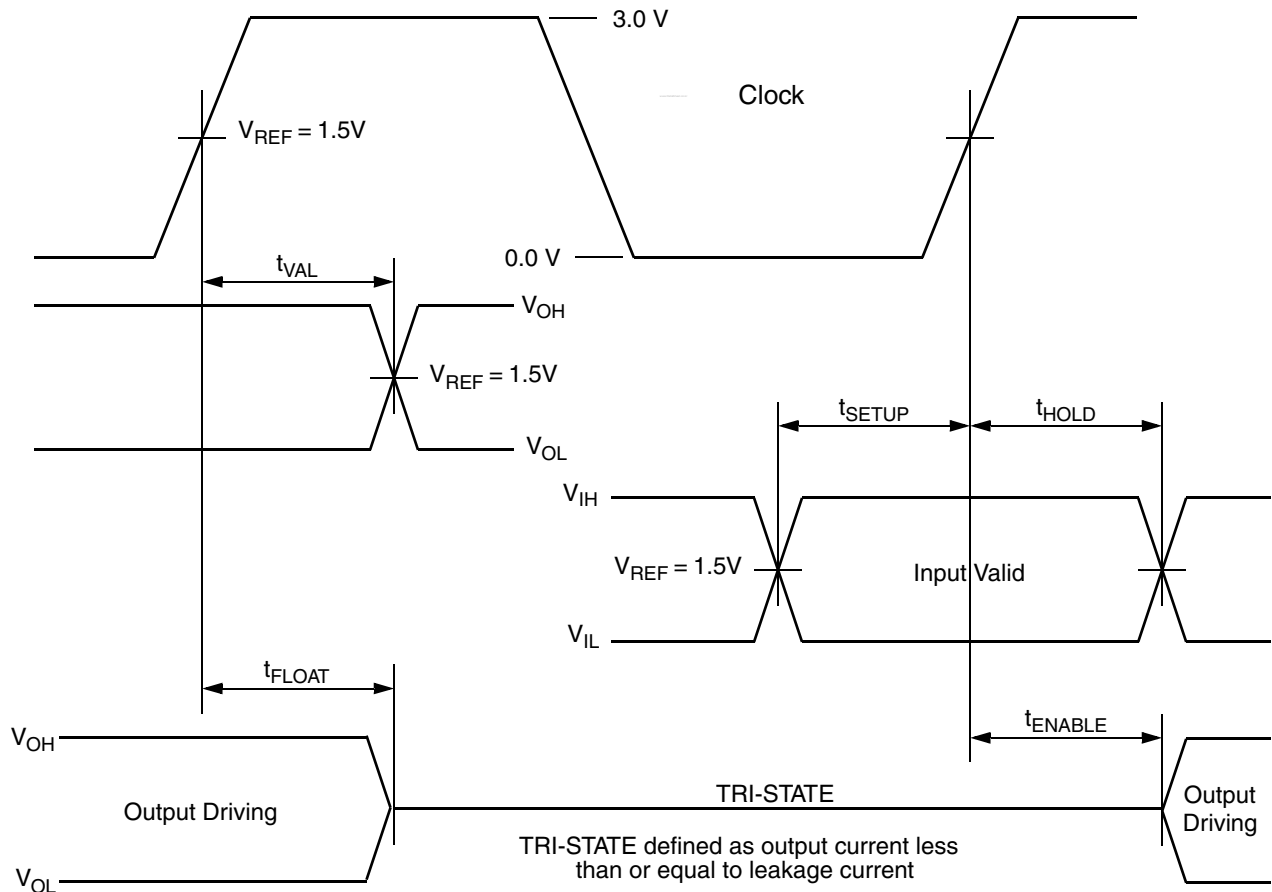 3.0 V
Clock
VREF = 1.5V
0.0 V
tVAL
VOH
VREF = 1.5V
VOL
tSETUP
tHOLD
VIH
VREF = 1.5V
Input Valid
VIL
tFLOAT
tENABLE
VOH
Output Driving
TRI-STATE
Output
Driving
TRI-STATE defined as output current less
than or equal to leakage current
VOL